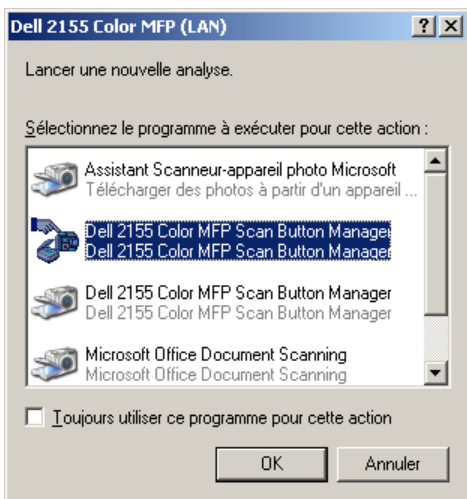 Dell 2155 Color MFP (LAN)
Lancer une nouvelle analyse.
Sélectionnez le programme à exécuter pour cette action :
Assistant Scanneur-appareil photo Microsoft
Télécharger des photos à partir d'un appareil ...
Dell 2155 Color MFP Scan Button Manager
Dell 2155 Color MFP Scan Button Manager
Dell 2155 Color MFP Scan Button Manager
Dell 2155 Color MFP Scan Button Manager
Microsoft Office Document Scanning
Microsoft Office Document Scanning
Toujours utiliser ce programme pour cette action
OK
Annuler